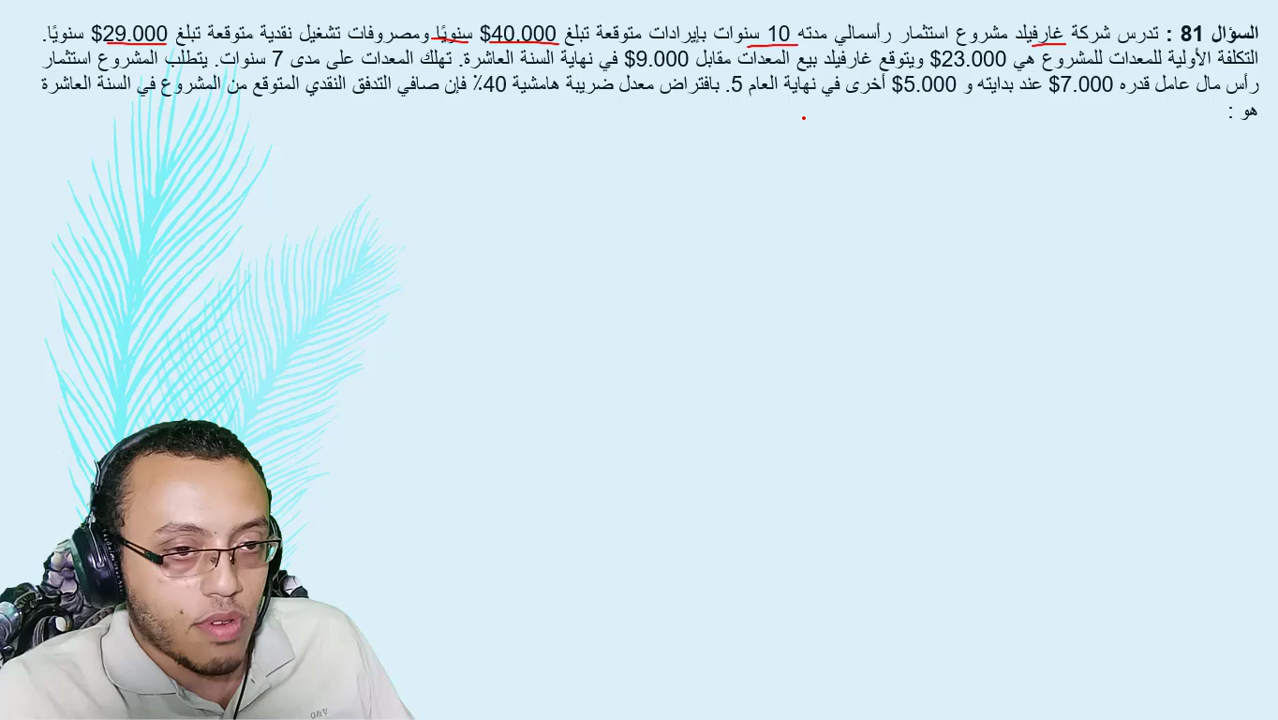 السؤال 81 : تدرس شركة غارفيلد مشروع استثمار رأسمالي مدته 10 سنوات بإيرادات متوقعة تبلغ 40.000$ سنويًا ومصروفات تشغيل نقدية متوقعة تبلغ 29.000$ سنويًا.
التكلفة الأولية للمعدات للمشروع هي 23.000$ ويتوقع غارفيلد بيع المعدات مقابل 9.000$ في نهاية السنة العاشرة. تهلك المعدات على مدى 7 سنوات. يتطلب المشروع استثمار
رأس مال عامل قدره 7.000$ عند بدايته و 5.000$ أخرى في نهاية العام 5. بافتراض معدل ضريبة هامشية 40٪ فإن صافي التدفق النقدي المتوقع من المشروع في السنة العاشرة
هو :
G&V